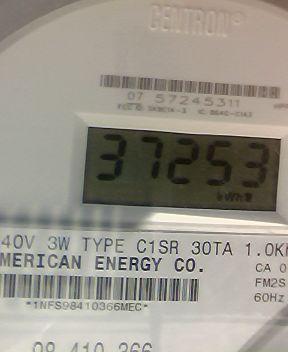 CENTRON®
07 57245311
37253
kWh
40V 3W TYPE C1SR 30TA 1.0K
MERICAN ENERGY CO.
CA 0
FM2S
60Hz
*1NFS98410366MEC*
98 410 366